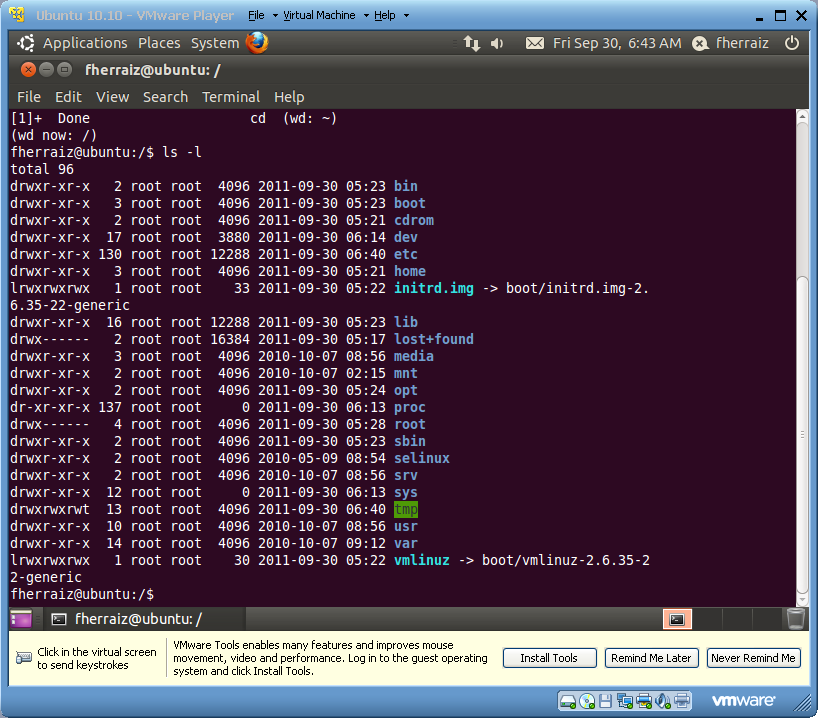 Ubuntu 10.10 - VMware Player File Virtual Machine Help
Applications Places System Fri Sep 30, 6:43 AM fherraiz
fherraiz@ubuntu: /
File Edit View Search Terminal Help
[1]+  Done                    cd  (wd: ~)
(wd now: /)
fherraiz@ubuntu:/$ ls -l
total 96
drwxr-xr-x   2 root root  4096 2011-09-30 05:23 bin
drwxr-xr-x   3 root root  4096 2011-09-30 05:23 boot
drwxr-xr-x   2 root root  4096 2011-09-30 05:21 cdrom
drwxr-xr-x  17 root root  3880 2011-09-30 06:14 dev
drwxr-xr-x 130 root root 12288 2011-09-30 06:40 etc
drwxr-xr-x   3 root root  4096 2011-09-30 05:21 home
lrwxrwxrwx   1 root root    33 2011-09-30 05:22 initrd.img -> boot/initrd.img-2.
6.35-22-generic
drwxr-xr-x  16 root root 12288 2011-09-30 05:23 lib
drwx------   2 root root 16384 2011-09-30 05:17 lost+found
drwxr-xr-x   3 root root  4096 2010-10-07 08:56 media
drwxr-xr-x   2 root root  4096 2010-10-07 02:15 mnt
drwxr-xr-x   2 root root  4096 2011-09-30 05:24 opt
dr-xr-xr-x 137 root root     0 2011-09-30 06:13 proc
drwx------   4 root root  4096 2011-09-30 05:28 root
drwxr-xr-x   2 root root  4096 2011-09-30 05:23 sbin
drwxr-xr-x   2 root root  4096 2010-05-09 08:54 selinux
drwxr-xr-x   2 root root  4096 2010-10-07 08:56 srv
drwxr-xr-x  12 root root     0 2011-09-30 06:13 sys
drwxrwxrwt  13 root root  4096 2011-09-30 06:40 tmp
drwxr-xr-x  10 root root  4096 2010-10-07 08:56 usr
drwxr-xr-x  14 root root  4096 2010-10-07 09:12 var
lrwxrwxrwx   1 root root    30 2011-09-30 05:22 vmlinuz -> boot/vmlinuz-2.6.35-2
2-generic
fherraiz@ubuntu:/$
fherraiz@ubuntu: /
Click in the virtual screen
to send keystrokes
VMware Tools enables many features and improves mouse
movement, video and performance. Log in to the guest operating
system and click Install Tools.
Install Tools Remind Me Later Never Remind Me
vmware